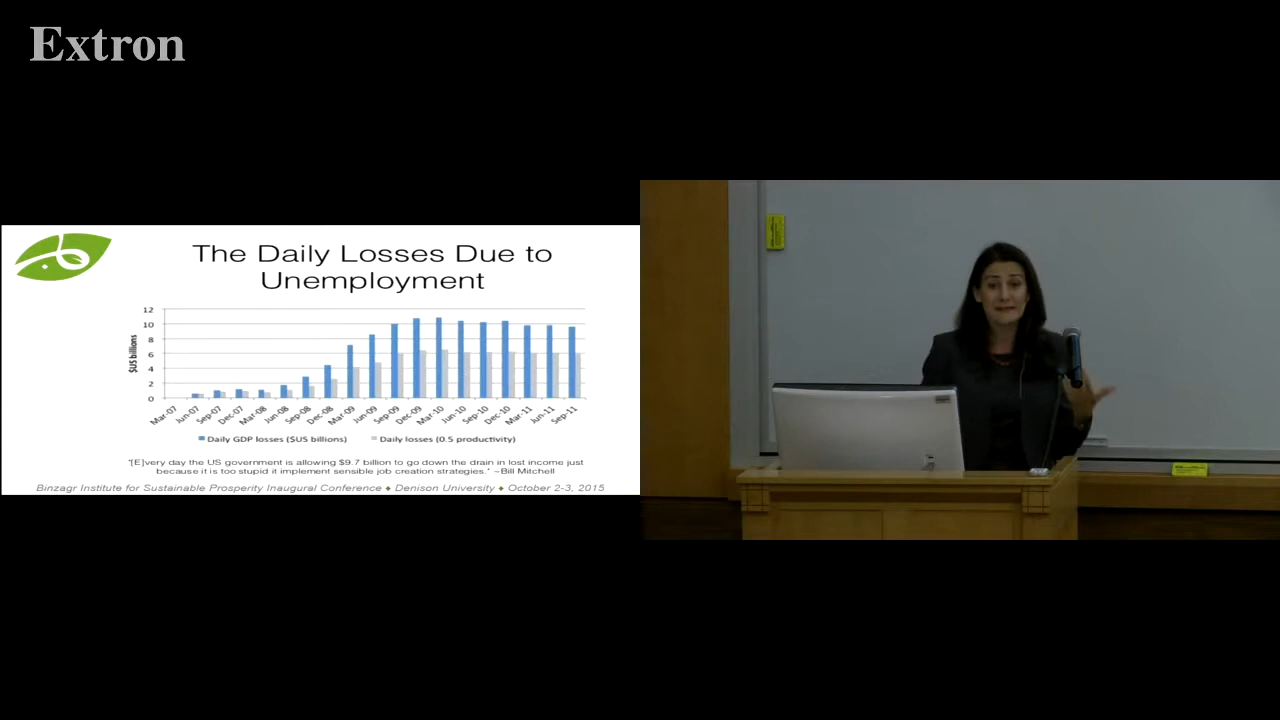 Extron
The Daily Losses Due to
Unemployment
12
10
8
6
4
2
0
$US billions
Mar-07
Jun-07
Sep-07
Dec-07
Mar-08
Jun-08
Sep-08
Dec-08
Mar-09
Jun-09
Sep-09
Dec-09
Mar-10
Jun-10
Sep-10
Dec-10
Mar-11
Jun-11
Sep-11
Daily GDP losses ($US billions)
Daily losses (0.5 productivity)
"[E]very day the US government is allowing $9.7 billion to go down the drain in lost income just
because it is too stupid it implement sensible job creation strategies." ~Bill Mitchell
Binzagr Institute for Sustainable Prosperity Inaugural Conference ◆ Denison University ◆ October 2-3, 2015